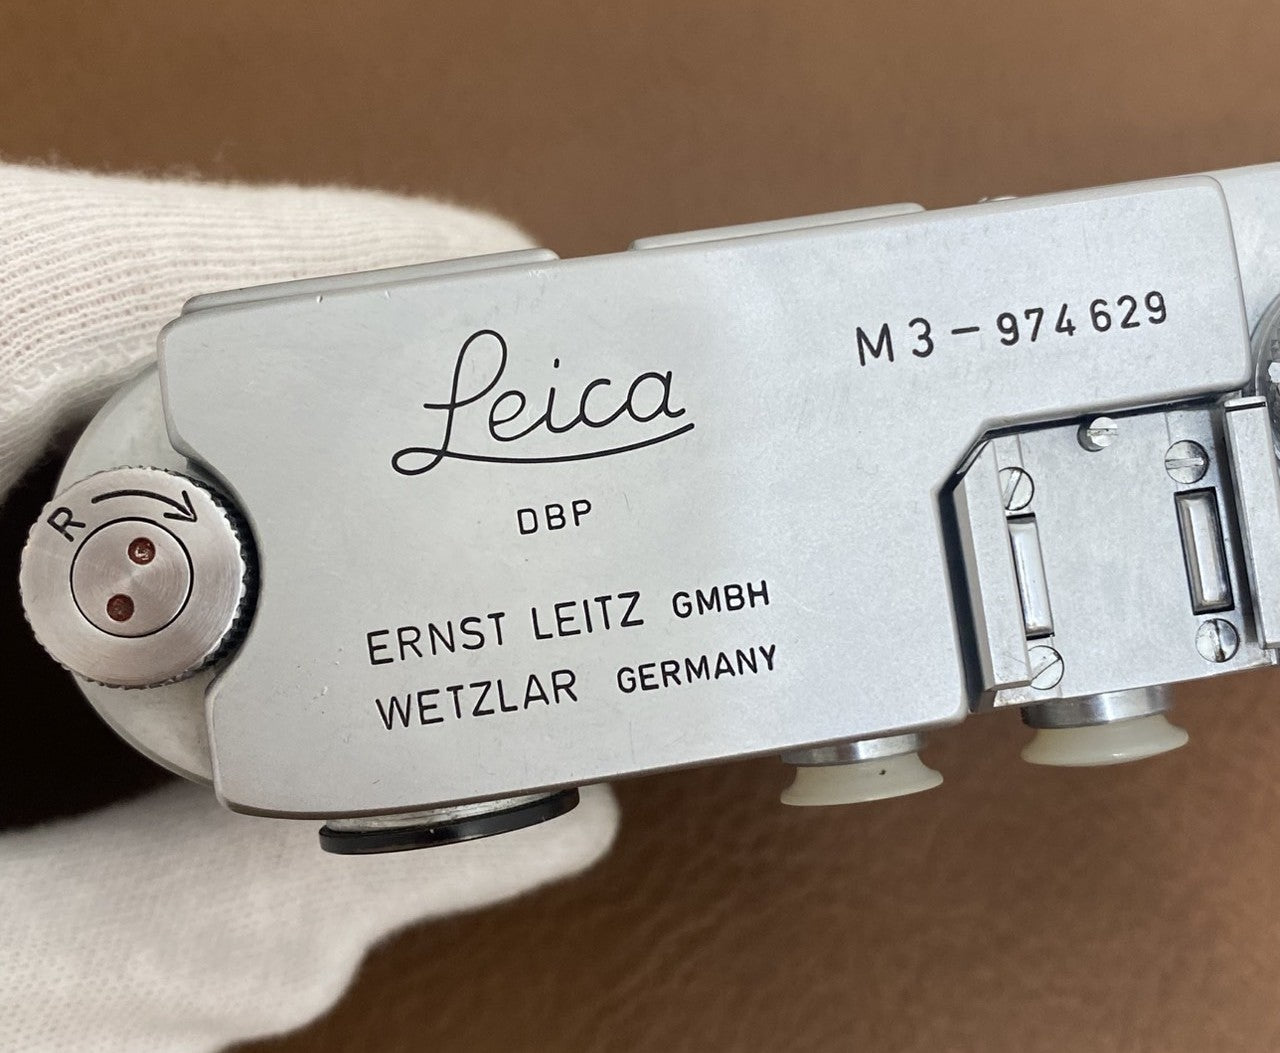 Leica
M3-974629
DBP
R
ERNST LEITZ GMBH
WETZLAR GERMANY